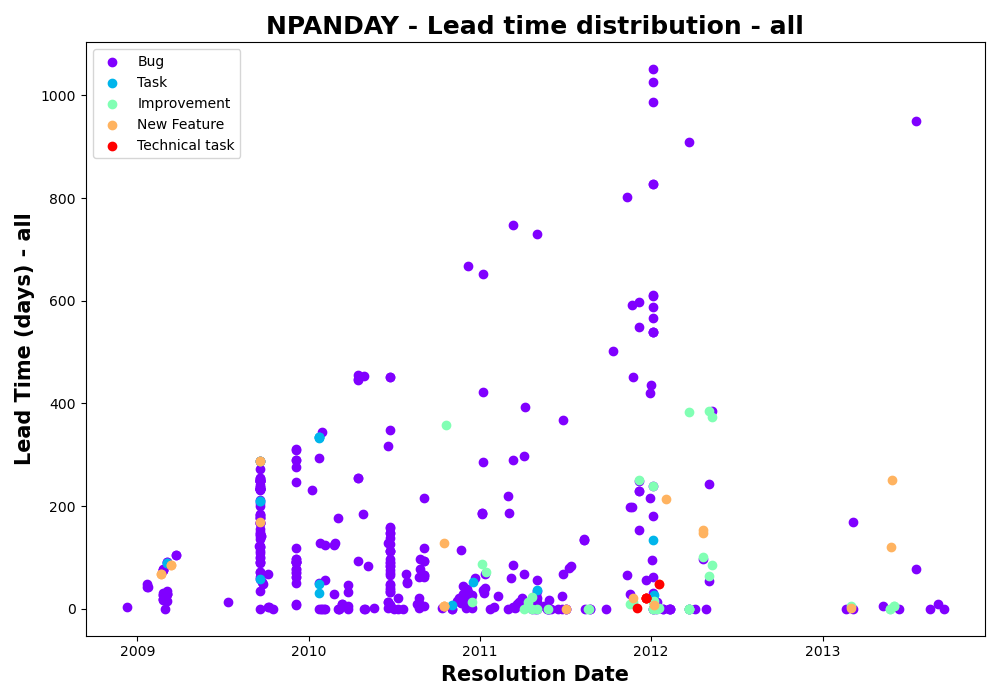 NPANDAY - Lead time distribution - all
Bug
Task
Improvement
New Feature
Technical task
Lead Time (days) - all
1000
800
600
400
200
0
2009
2010
2011
2012
2013
Resolution Date